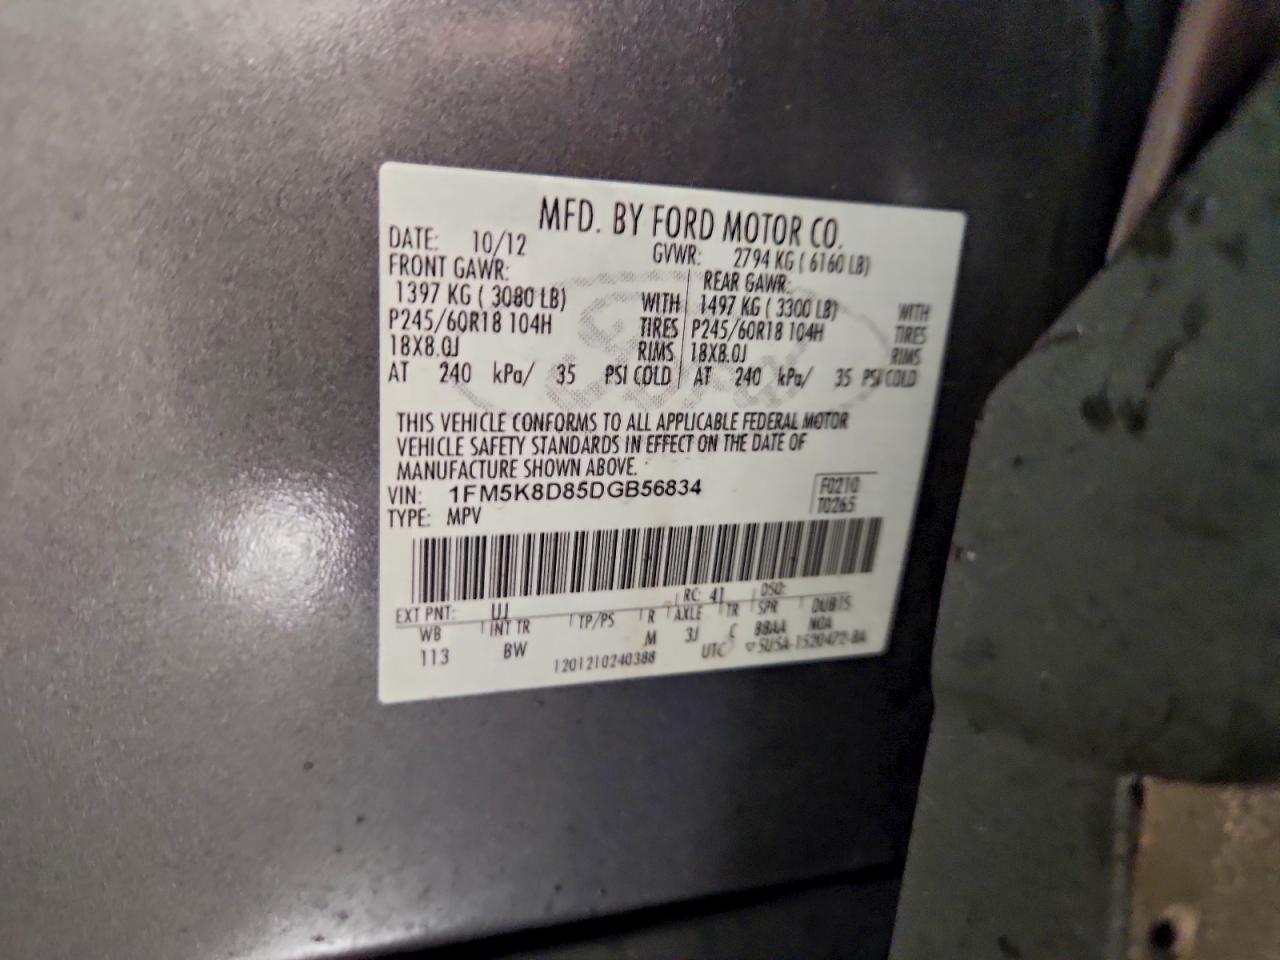 MFD. BY FORD MOTOR CO.
DATE: 10/12 GVWR: 2794 KG ( 6160 LB)
FRONT GAWR: REAR GAWR:
1397 KG ( 3080 LB) WITH 1497 KG ( 3300 LB) WITH
P245/60R18 104H TIRES P245/60R18 104H TIRES
18X8.0J RIMS 18X8.0J RIMS
AT 240 kPa/ 35 PSI COLD AT 240 kPa/ 35 PSI COLD
THIS VEHICLE CONFORMS TO ALL APPLICABLE FEDERAL MOTOR
VEHICLE SAFETY STANDARDS IN EFFECT ON THE DATE OF
MANUFACTURE SHOWN ABOVE.
VIN: 1FM5K8D85DGB56834 F0210
TYPE: MPV T0265
EXT PNT: UJ RC: 41 DSO:
WB INT TR TP/PS R AXLE TR SPR
113 BW M 3J C BBAA
1201210240388 UTC